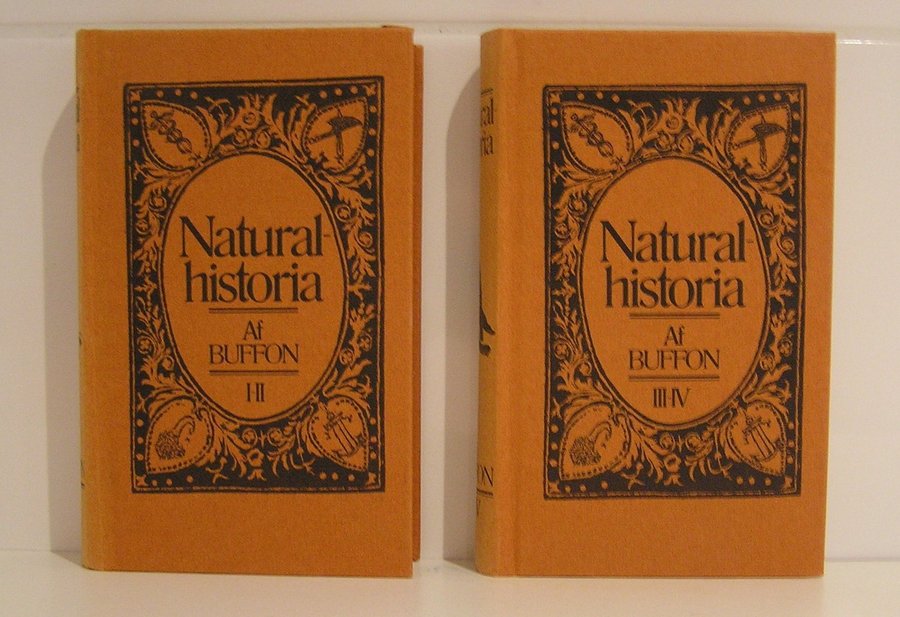 Natural-
historia
Af
BUFFON
I-II
Natural-
historia
Af
BUFFON
III-IV